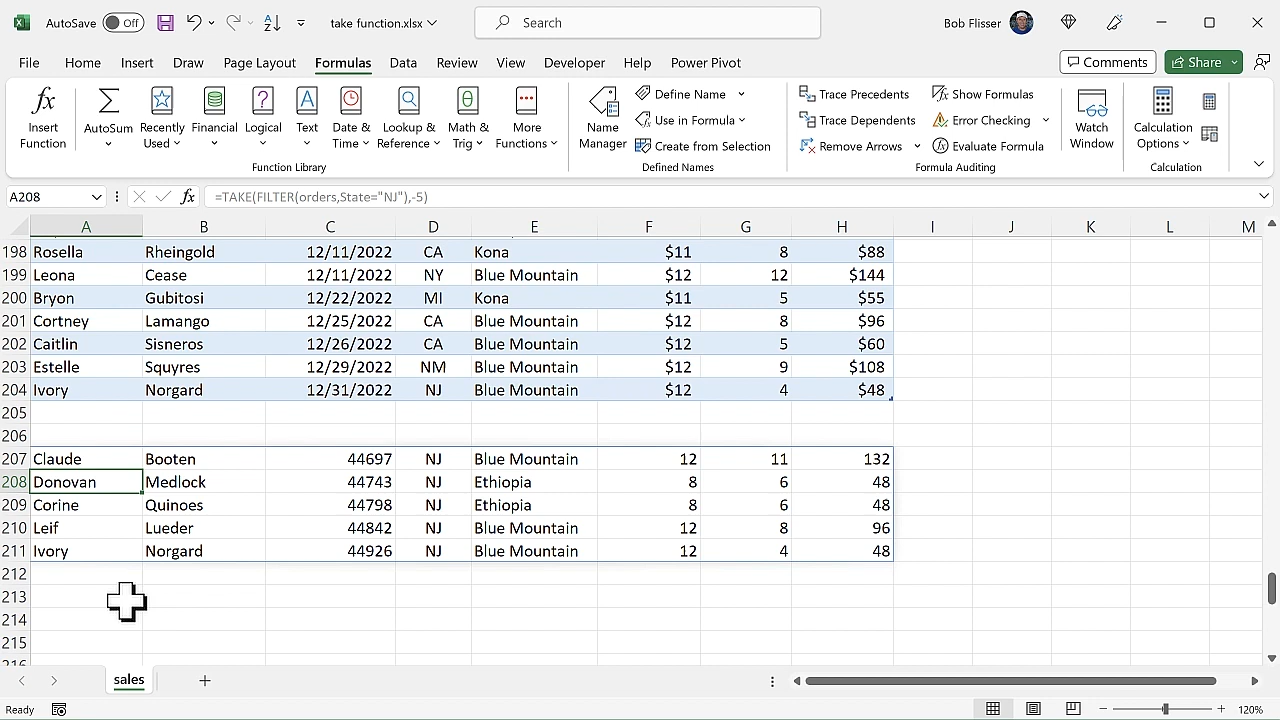 AutoSave Off take function.xlsx Search Bob Flisser
File Home Insert Draw Page Layout Formulas Data Review View Developer Help Power Pivot Comments Share
Insert Function AutoSum Recently Used Financial Logical Text Date & Time Lookup & Reference Math & Trig More Functions
Function Library
Name Manager Define Name Use in Formula Create from Selection
Defined Names
Trace Precedents Trace Dependents Remove Arrows Show Formulas Error Checking Evaluate Formula
Formula Auditing
Watch Window
Calculation Options
Calculation
A208 fx =TAKE(FILTER(orders,State="NJ"),-5)
A B C D E F G H I J K L M
198 Rosella Rheingold 12/11/2022 CA Kona $11 8 $88
199 Leona Cease 12/11/2022 NY Blue Mountain $12 12 $144
200 Bryon Gubitosi 12/22/2022 MI Kona $11 5 $55
201 Cortney Lamango 12/25/2022 CA Blue Mountain $12 8 $96
202 Caitlin Sisneros 12/26/2022 CA Blue Mountain $12 5 $60
203 Estelle Squyres 12/29/2022 NM Blue Mountain $12 9 $108
204 Ivory Norgard 12/31/2022 NJ Blue Mountain $12 4 $48
205
206
207 Claude Booten 44697 NJ Blue Mountain 12 11 132
208 Donovan Medlock 44743 NJ Ethiopia 8 6 48
209 Corine Quinoes 44798 NJ Ethiopia 8 6 48
210 Leif Lueder 44842 NJ Blue Mountain 12 8 96
211 Ivory Norgard 44926 NJ Blue Mountain 12 4 48
212
213
214
215
216
sales
Ready 120%